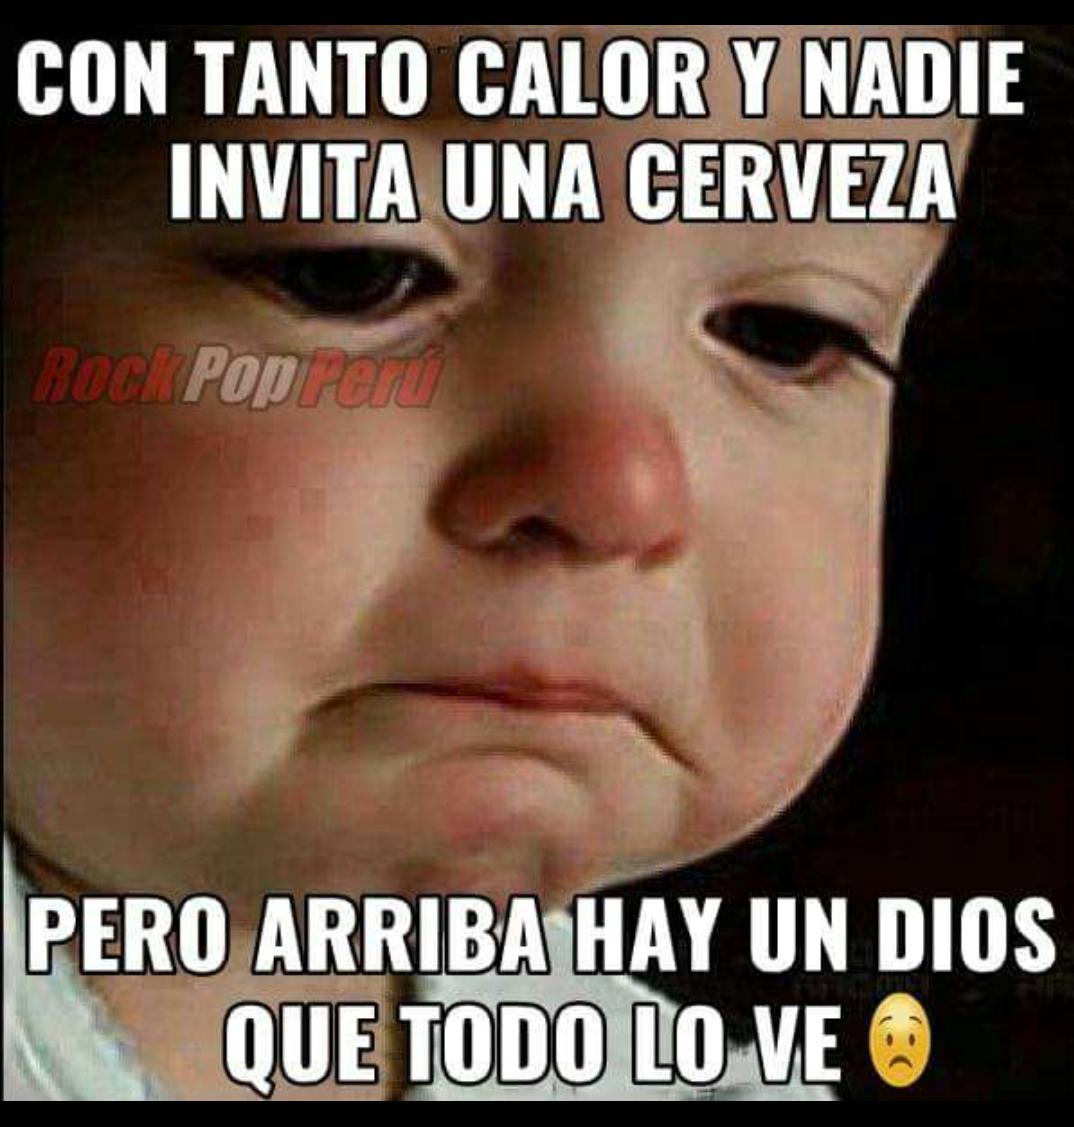 CON TANTO CALOR Y NADIE
INVITA UNA CERVEZA
RockPopPerú
PERO ARRIBA HAY UN DIOS
QUE TODO LO VE 😟